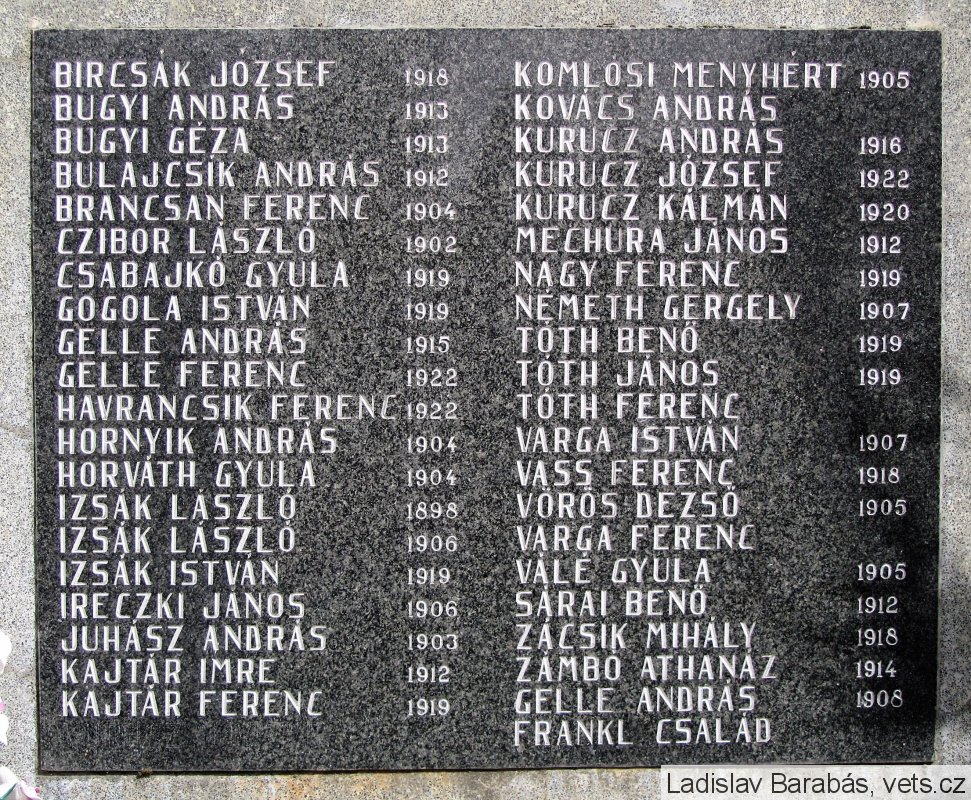 BIRCSÁK JÓZSEF 1918
BUGYI ANDRÁS 1913
BUGYI GÉZA 1913
BULAJCSÍK ANDRÁS 1912
BRANCSAN FERENC 1904
CZIBOR LÁSZLÓ 1902
CSABAJKÓ GYULA 1919
GOGOLA ISTVÁN 1919
GELLE ANDRÁS 1915
GELLE FERENC 1922
HAVRANCSIK FERENC 1922
HORNYIK ANDRÁS 1904
HORVÁTH GYULA 1904
IZSÁK LÁSZLÓ 1898
IZSÁK LÁSZLÓ 1906
IZSÁK ISTVÁN 1919
IRECZKI JÁNOS 1906
JUHÁSZ ANDRÁS 1903
KAJTÁR IMRE 1912
KAJTÁR FERENC 1919
KOMLÓSI MENYHÉRT 1905
KOVÁCS ANDRÁS
KURUCZ ANDRÁS 1916
KURUCZ JÓZSEF 1922
KURUCZ KÁLMÁN 1920
MECHURA JÁNOS 1912
NAGY FERENC 1919
NÉMETH GERGELY 1907
TÓTH BENŐ 1919
TÓTH JÁNOS 1919
TÓTH FERENC
VARGA ISTVÁN 1907
VASS FERENC 1918
VÖRÖS DEZSŐ 1905
VARGA FERENC
VÁLÉ GYULA 1905
SÁRAI BENŐ 1912
ZÁCSIK MIHÁLY 1918
ZÁMBÓ ATHANÁZ 1914
GELLE ANDRÁS 1908
FRANKL CSALÁD
Ladislav Barabás, vets.cz